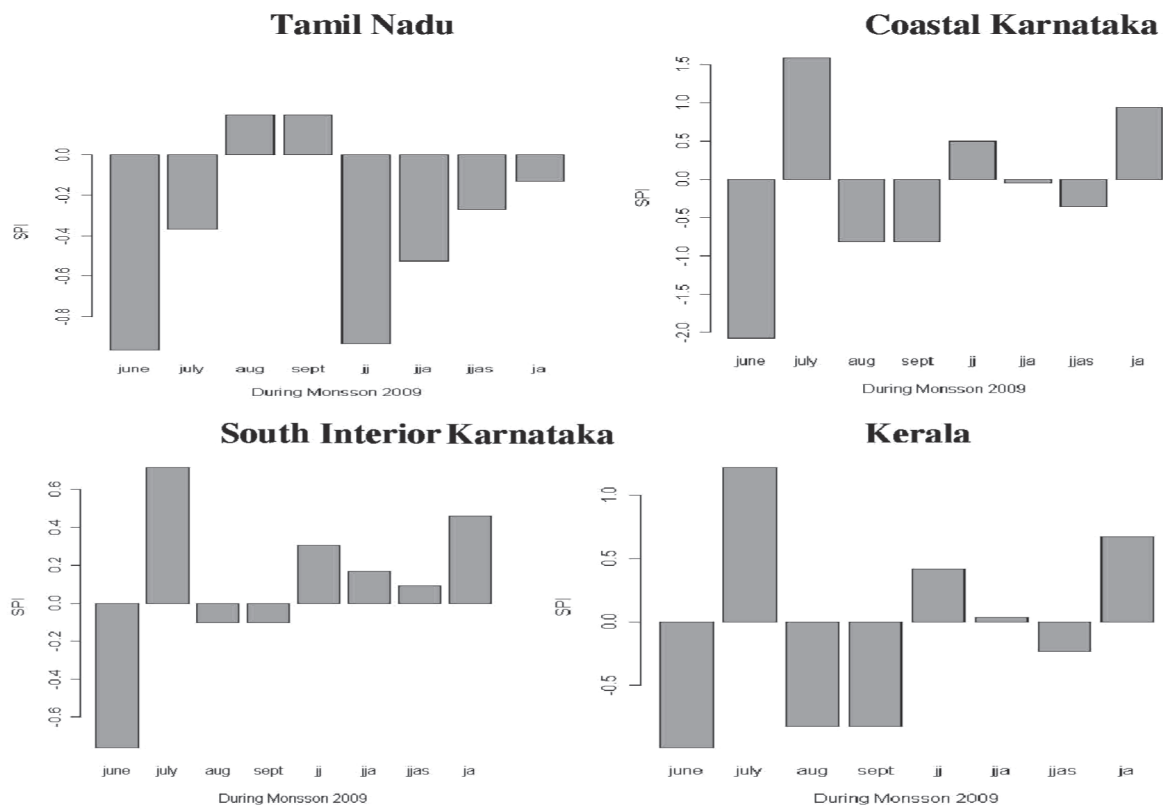 Tamil Nadu
SPI
0.0
-0.2
-0.4
-0.6
-0.8
june july aug sept jj jja jjas ja
During Monsson 2009
Coastal Karnataka
SPI
1.5
1.0
0.5
0.0
-0.5
-1.0
-1.5
-2.0
june july aug sept jj jja jjas ja
During Monsson 2009
South Interior Karnataka
SPI
0.6
0.4
0.2
0.0
-0.2
-0.4
-0.6
june july aug sept jj jja jjas ja
During Monsson 2009
Kerala
SPI
1.0
0.5
0.0
-0.5
june july aug sept jj jja jjas ja
During Monsson 2009